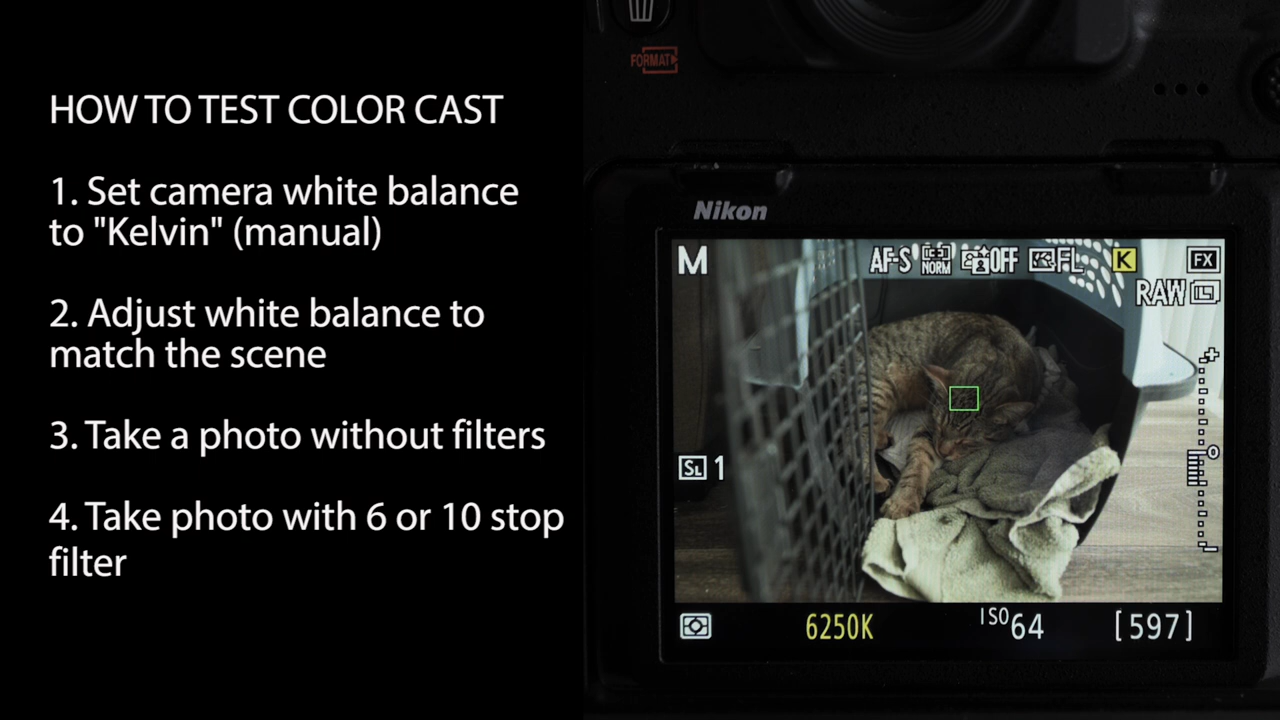 HOW TO TEST COLOR CAST
1. Set camera white balance
to "Kelvin" (manual)
2. Adjust white balance to
match the scene
3. Take a photo without filters
4. Take photo with 6 or 10 stop
filter
FORMAT
Nikon
M AF-S NORM OFF FL K FX
RAW L
+
SL 1
0
-
6250K ISO 64 [597]